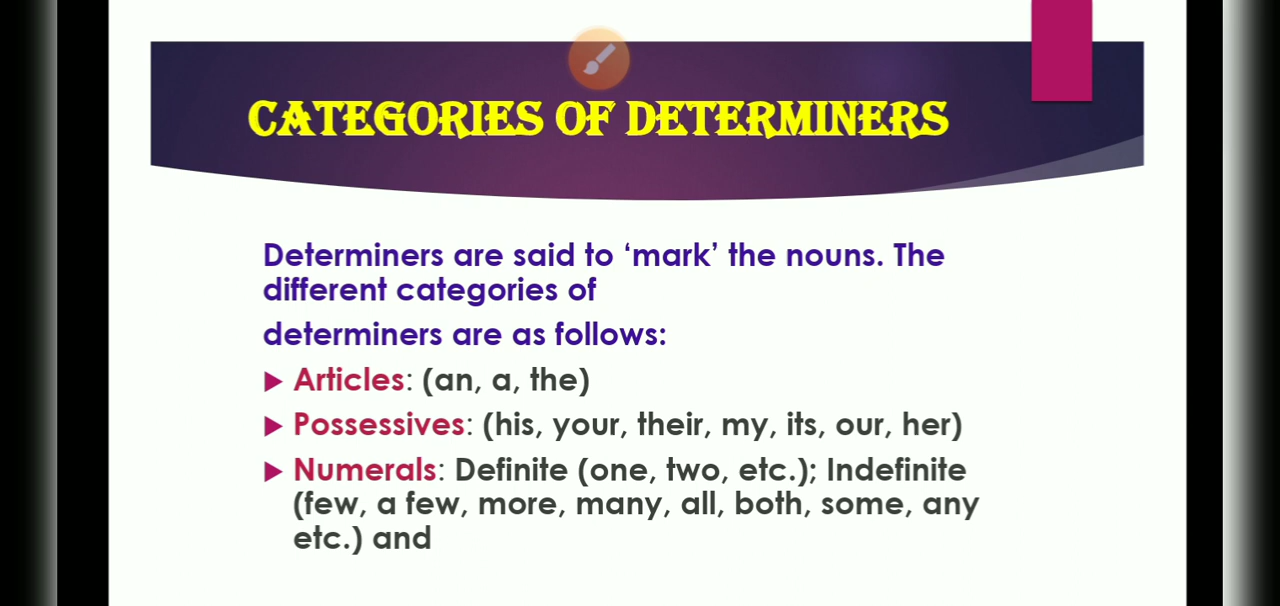 CATEGORIES OF DETERMINERS
Determiners are said to ‘mark’ the nouns. The
different categories of
determiners are as follows:
Articles: (an, a, the)
Possessives: (his, your, their, my, its, our, her)
Numerals: Definite (one, two, etc.); Indefinite
(few, a few, more, many, all, both, some, any
etc.) and